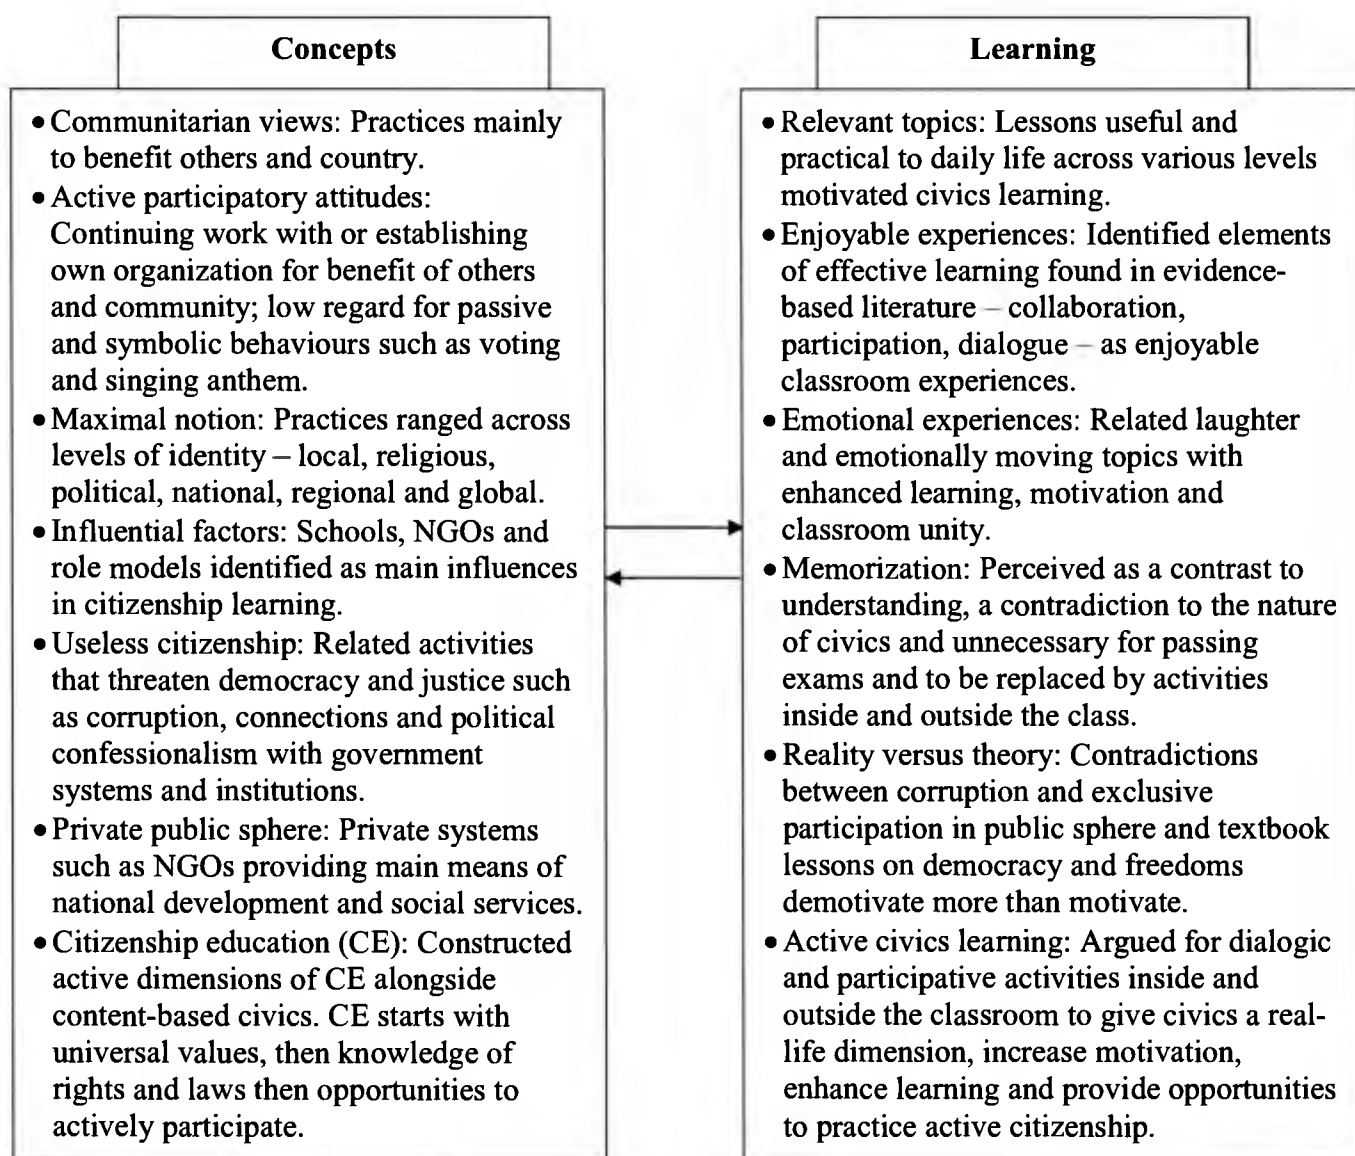 Concepts
• Communitarian views: Practices mainly
to benefit others and country.
• Active participatory attitudes:
Continuing work with or establishing
own organization for benefit of others
and community; low regard for passive
and symbolic behaviours such as voting
and singing anthem.
• Maximal notion: Practices ranged across
levels of identity – local, religious,
political, national, regional and global.
• Influential factors: Schools, NGOs and
role models identified as main influences
in citizenship learning.
• Useless citizenship: Related activities
that threaten democracy and justice such
as corruption, connections and political
confessionalism with government
systems and institutions.
• Private public sphere: Private systems
such as NGOs providing main means of
national development and social services.
• Citizenship education (CE): Constructed
active dimensions of CE alongside
content-based civics. CE starts with
universal values, then knowledge of
rights and laws then opportunities to
actively participate.
Learning
• Relevant topics: Lessons useful and
practical to daily life across various levels
motivated civics learning.
• Enjoyable experiences: Identified elements
of effective learning found in evidence-
based literature – collaboration,
participation, dialogue – as enjoyable
classroom experiences.
• Emotional experiences: Related laughter
and emotionally moving topics with
enhanced learning, motivation and
classroom unity.
• Memorization: Perceived as a contrast to
understanding, a contradiction to the nature
of civics and unnecessary for passing
exams and to be replaced by activities
inside and outside the class.
• Reality versus theory: Contradictions
between corruption and exclusive
participation in public sphere and textbook
lessons on democracy and freedoms
demotivate more than motivate.
• Active civics learning: Argued for dialogic
and participative activities inside and
outside the classroom to give civics a real-
life dimension, increase motivation,
enhance learning and provide opportunities
to practice active citizenship.